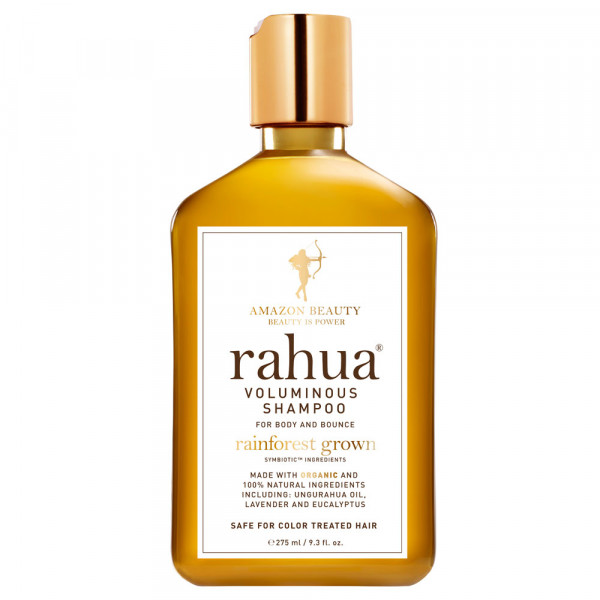 AMAZON BEAUTY
BEAUTY IS POWER
rahua®
VOLUMINOUS
SHAMPOO
FOR BODY AND BOUNCE
rainforest grown
SYMBIOTIC™ INGREDIENTS
MADE WITH ORGANIC AND
100% NATURAL INGREDIENTS
INCLUDING: UNGURAHUA OIL,
LAVENDER AND EUCALYPTUS
SAFE FOR COLOR TREATED HAIR
℮275 ml / 9.3 fl. oz.